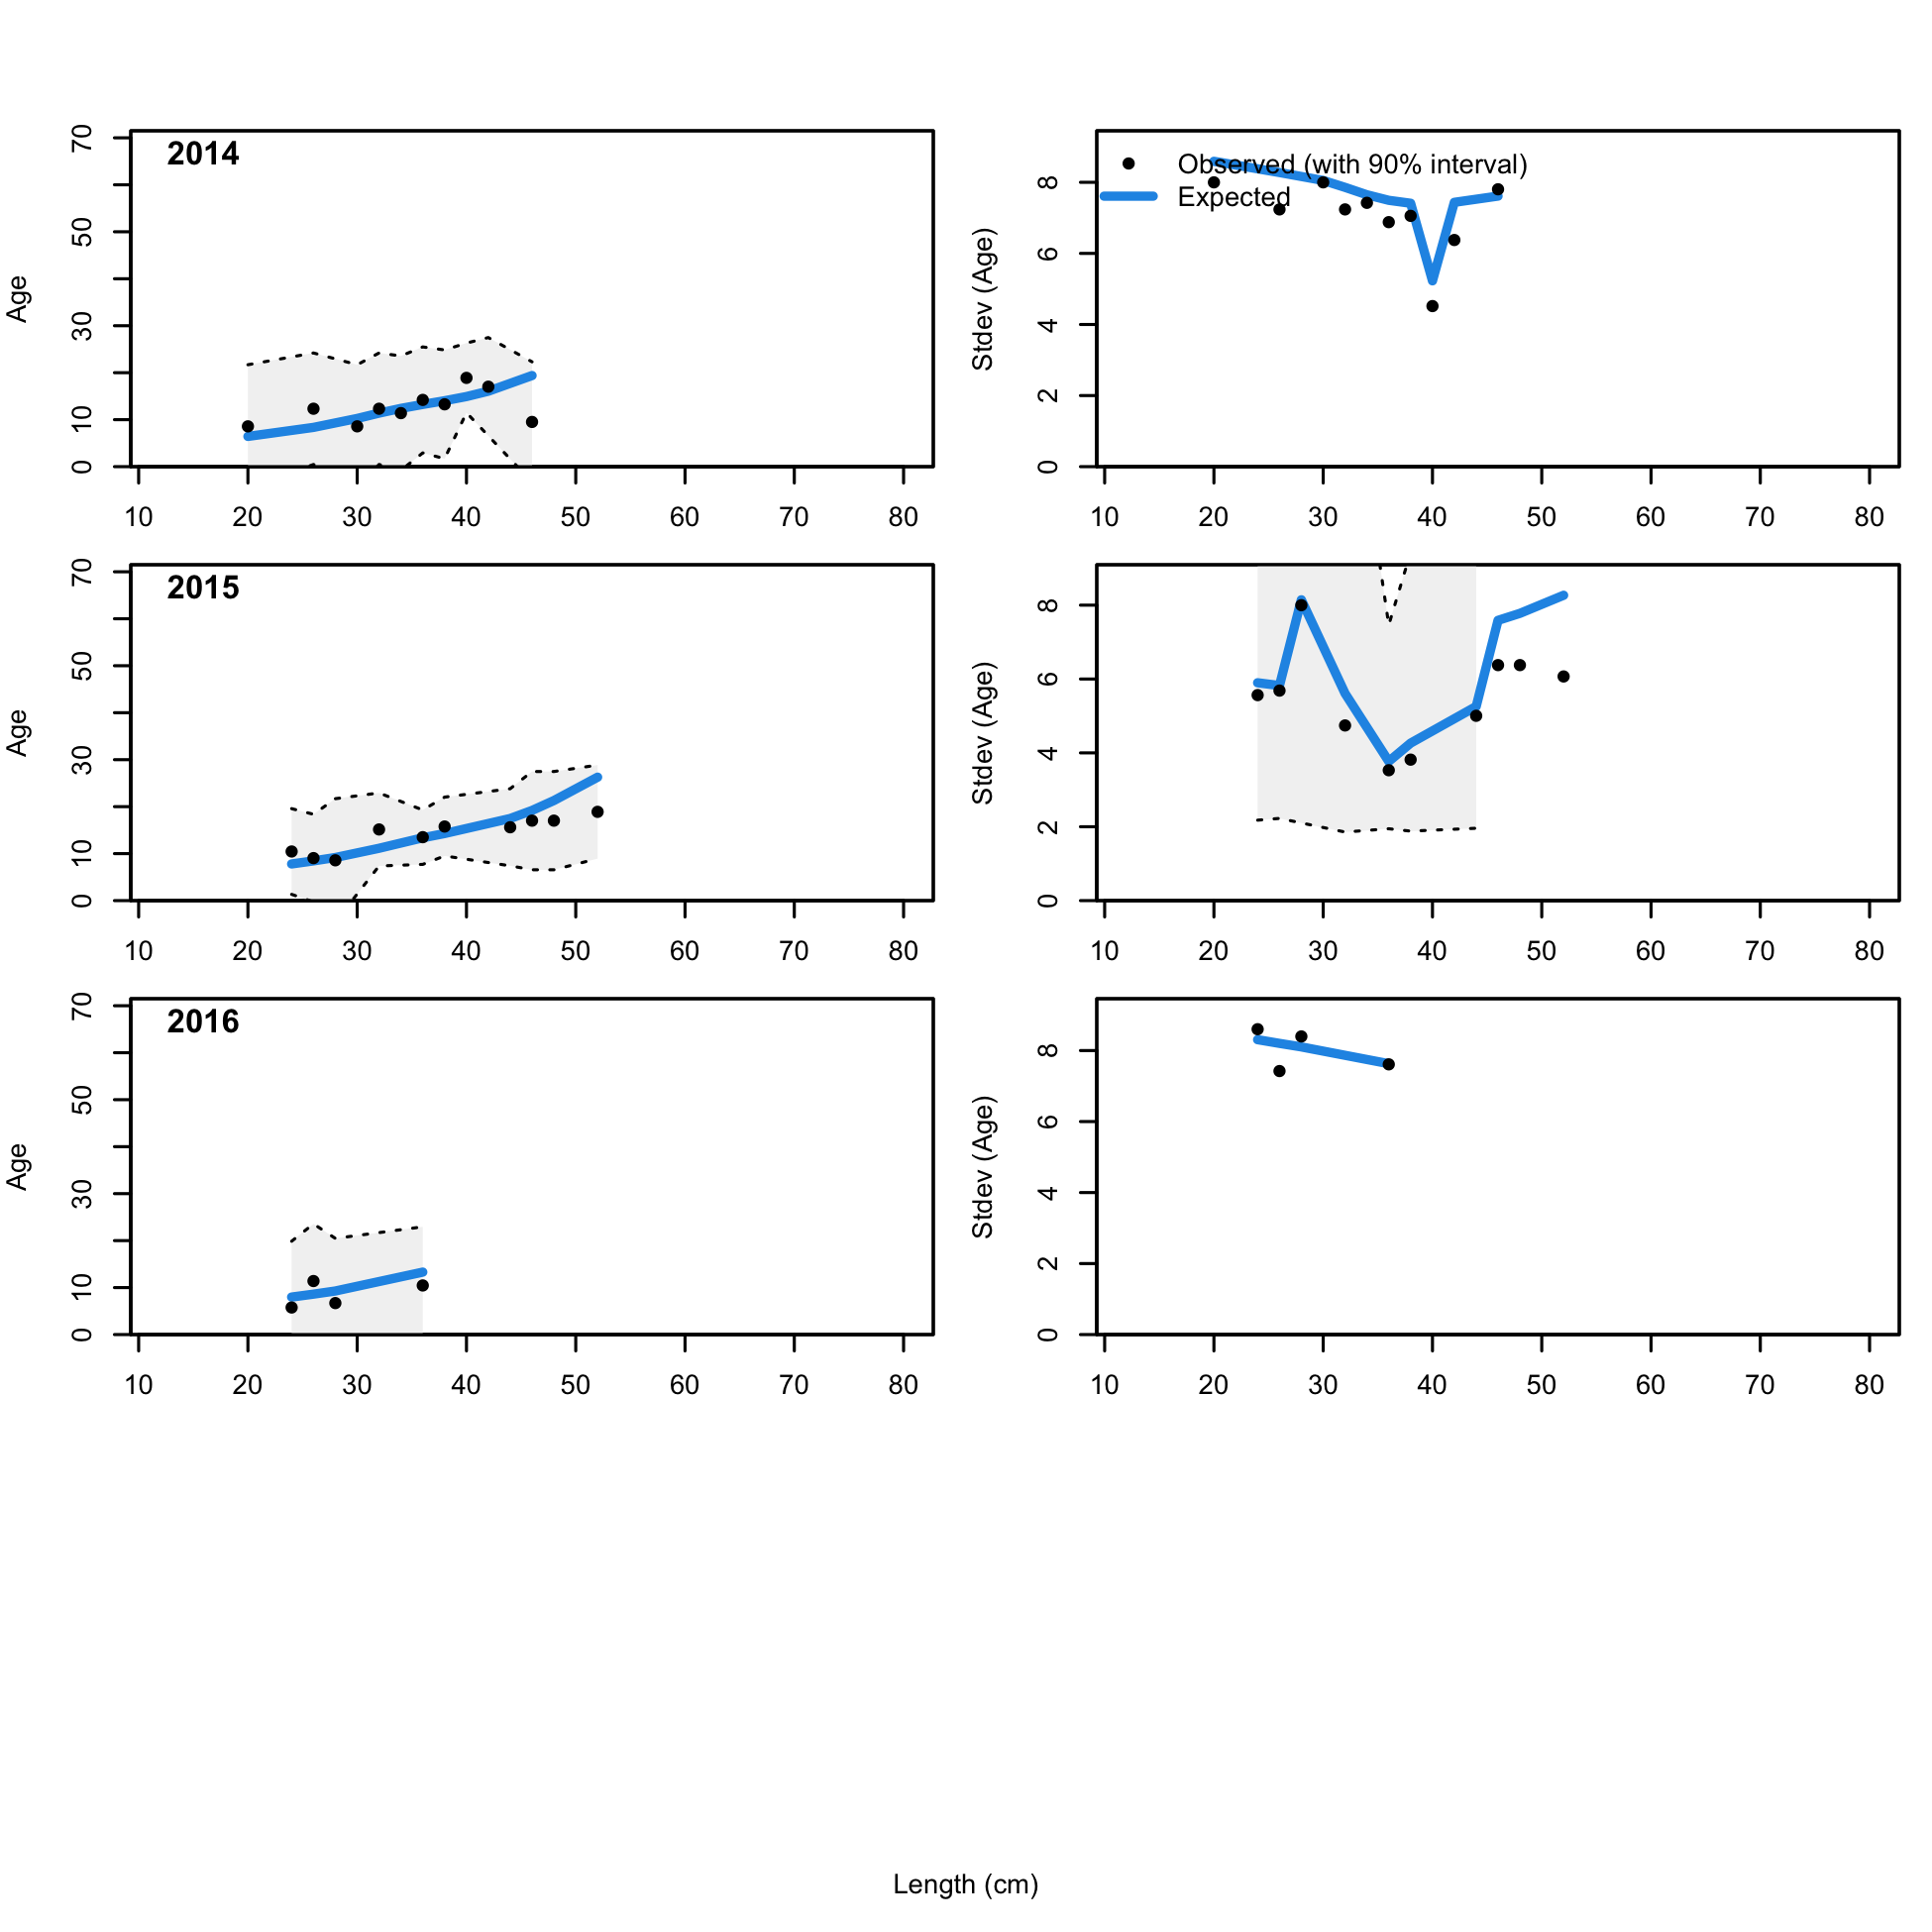 2014
Age
0 10 30 50 70
10 20 30 40 50 60 70 80
Observed (with 90% interval)
Expected
Stdev (Age)
0 2 4 6 8
10 20 30 40 50 60 70 80
2015
Age
0 10 30 50 70
10 20 30 40 50 60 70 80
Stdev (Age)
0 2 4 6 8
10 20 30 40 50 60 70 80
2016
Age
0 10 30 50 70
10 20 30 40 50 60 70 80
Stdev (Age)
0 2 4 6 8
10 20 30 40 50 60 70 80
Length (cm)